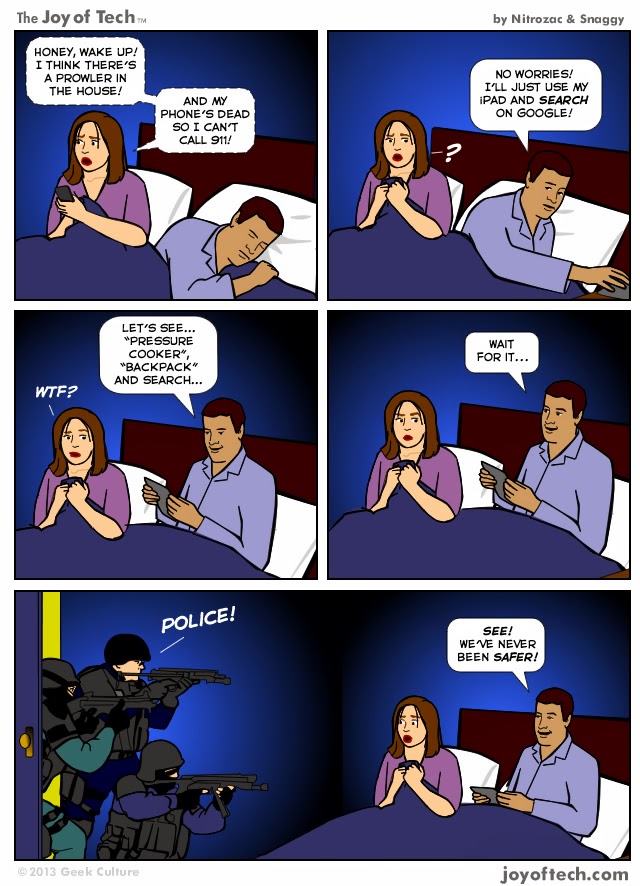 The Joy of Tech™
by Nitrozac & Snaggy
HONEY, WAKE UP!
I THINK THERE'S
A PROWLER IN
THE HOUSE!
AND MY
PHONE'S DEAD
SO I CAN'T
CALL 911!
NO WORRIES!
I'LL JUST USE MY
iPAD AND SEARCH
ON GOOGLE!
?
LET'S SEE...
"PRESSURE
COOKER",
"BACKPACK"
AND SEARCH...
WTF?
WAIT
FOR IT...
POLICE!
SEE!
WE'VE NEVER
BEEN SAFER!
©2013 Geek Culture
joyoftech.com